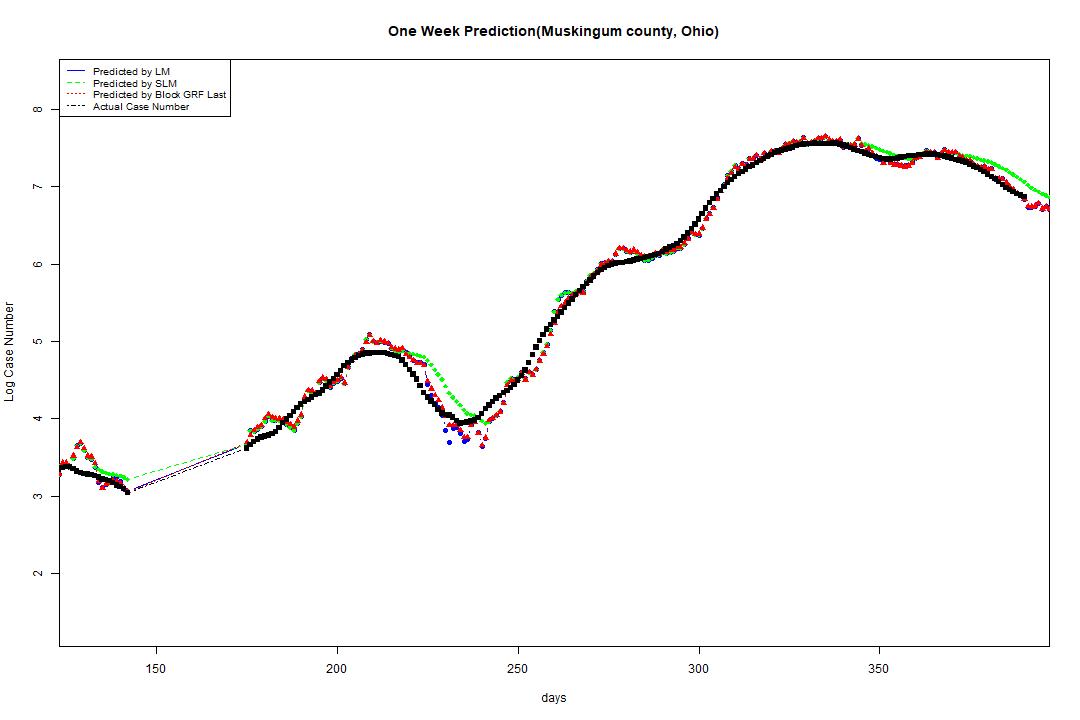 One Week Prediction(Muskingum county, Ohio)
Predicted by LM
Predicted by SLM
Predicted by Block GRF Last
Actual Case Number
8
7
6
5
4
3
2
Log Case Number
150 200 250 300 350
days